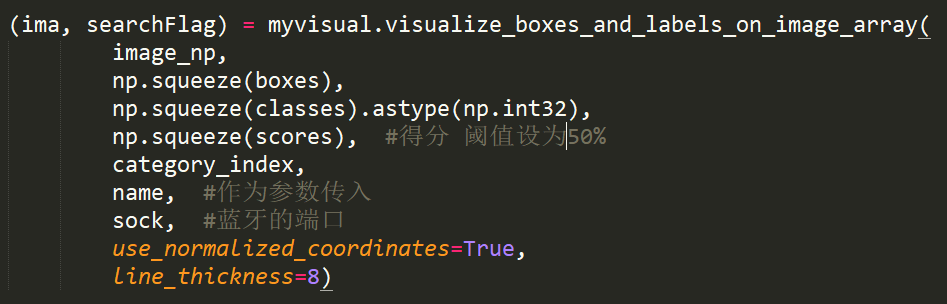 (ima, searchFlag) = myvisual.visualize_boxes_and_labels_on_image_array(
image_np,
np.squeeze(boxes),
np.squeeze(classes).astype(np.int32),
np.squeeze(scores),  #得分 阈值设为50%
category_index,
name,  #作为参数传入
sock,  #蓝牙的端口
use_normalized_coordinates=True,
line_thickness=8)